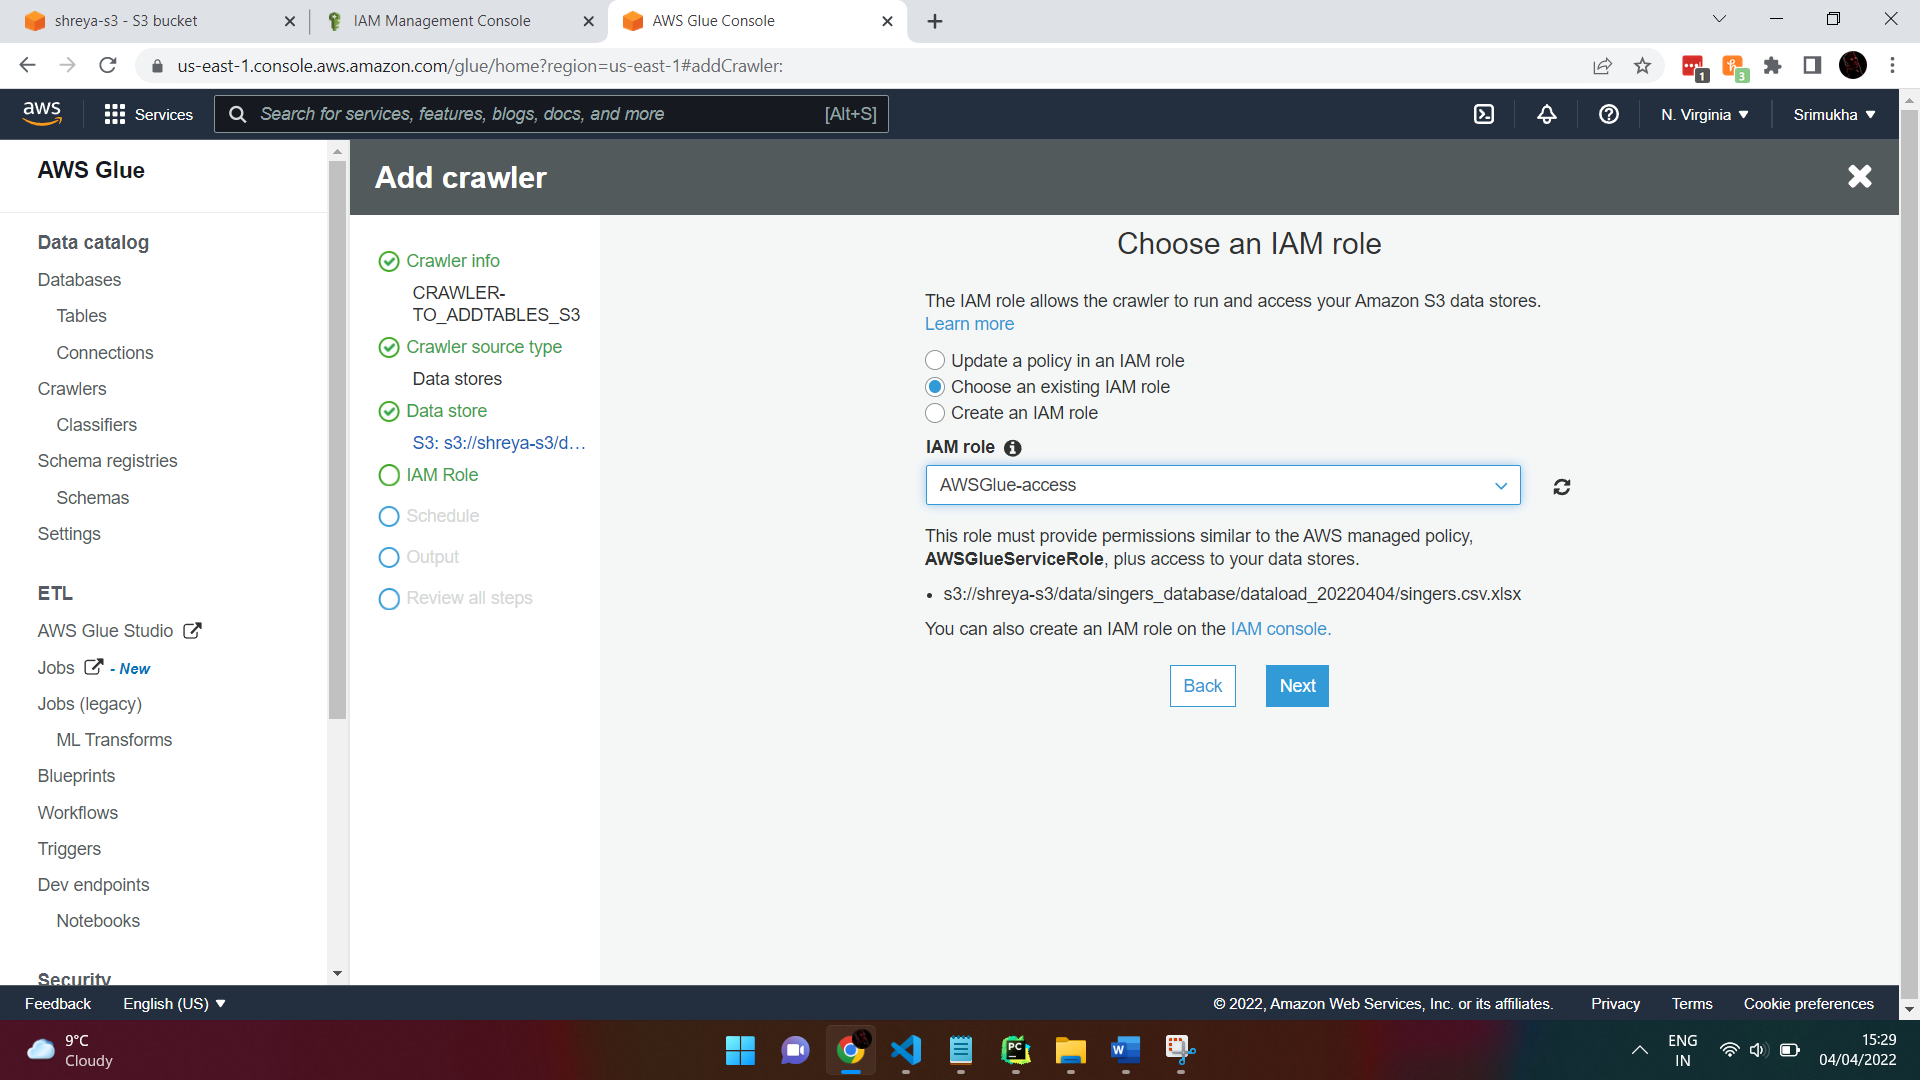 shreya-s3 - S3 bucket
IAM Management Console
AWS Glue Console
us-east-1.console.aws.amazon.com/glue/home?region=us-east-1#addCrawler:
1
3
aws
Services
Search for services, features, blogs, docs, and more
[Alt+S]
N. Virginia
Srimukha
AWS Glue
Data catalog
Databases
Tables
Connections
Crawlers
Classifiers
Schema registries
Schemas
Settings
ETL
AWS Glue Studio
Jobs - New
Jobs (legacy)
ML Transforms
Blueprints
Workflows
Triggers
Dev endpoints
Notebooks
Security
Add crawler
Crawler info
CRAWLER-
TO_ADDTABLES_S3
Crawler source type
Data stores
Data store
S3: s3://shreya-s3/d…
IAM Role
Schedule
Output
Review all steps
Choose an IAM role
The IAM role allows the crawler to run and access your Amazon S3 data stores.
Learn more
Update a policy in an IAM role
Choose an existing IAM role
Create an IAM role
IAM role
AWSGlue-access
This role must provide permissions similar to the AWS managed policy,
AWSGlueServiceRole, plus access to your data stores.
• s3://shreya-s3/data/singers_database/dataload_20220404/singers.csv.xlsx
You can also create an IAM role on the IAM console.
Back
Next
Feedback
English (US)
© 2022, Amazon Web Services, Inc. or its affiliates.
Privacy
Terms
Cookie preferences
9°C
Cloudy
PC
W
ENG
IN
15:29
04/04/2022